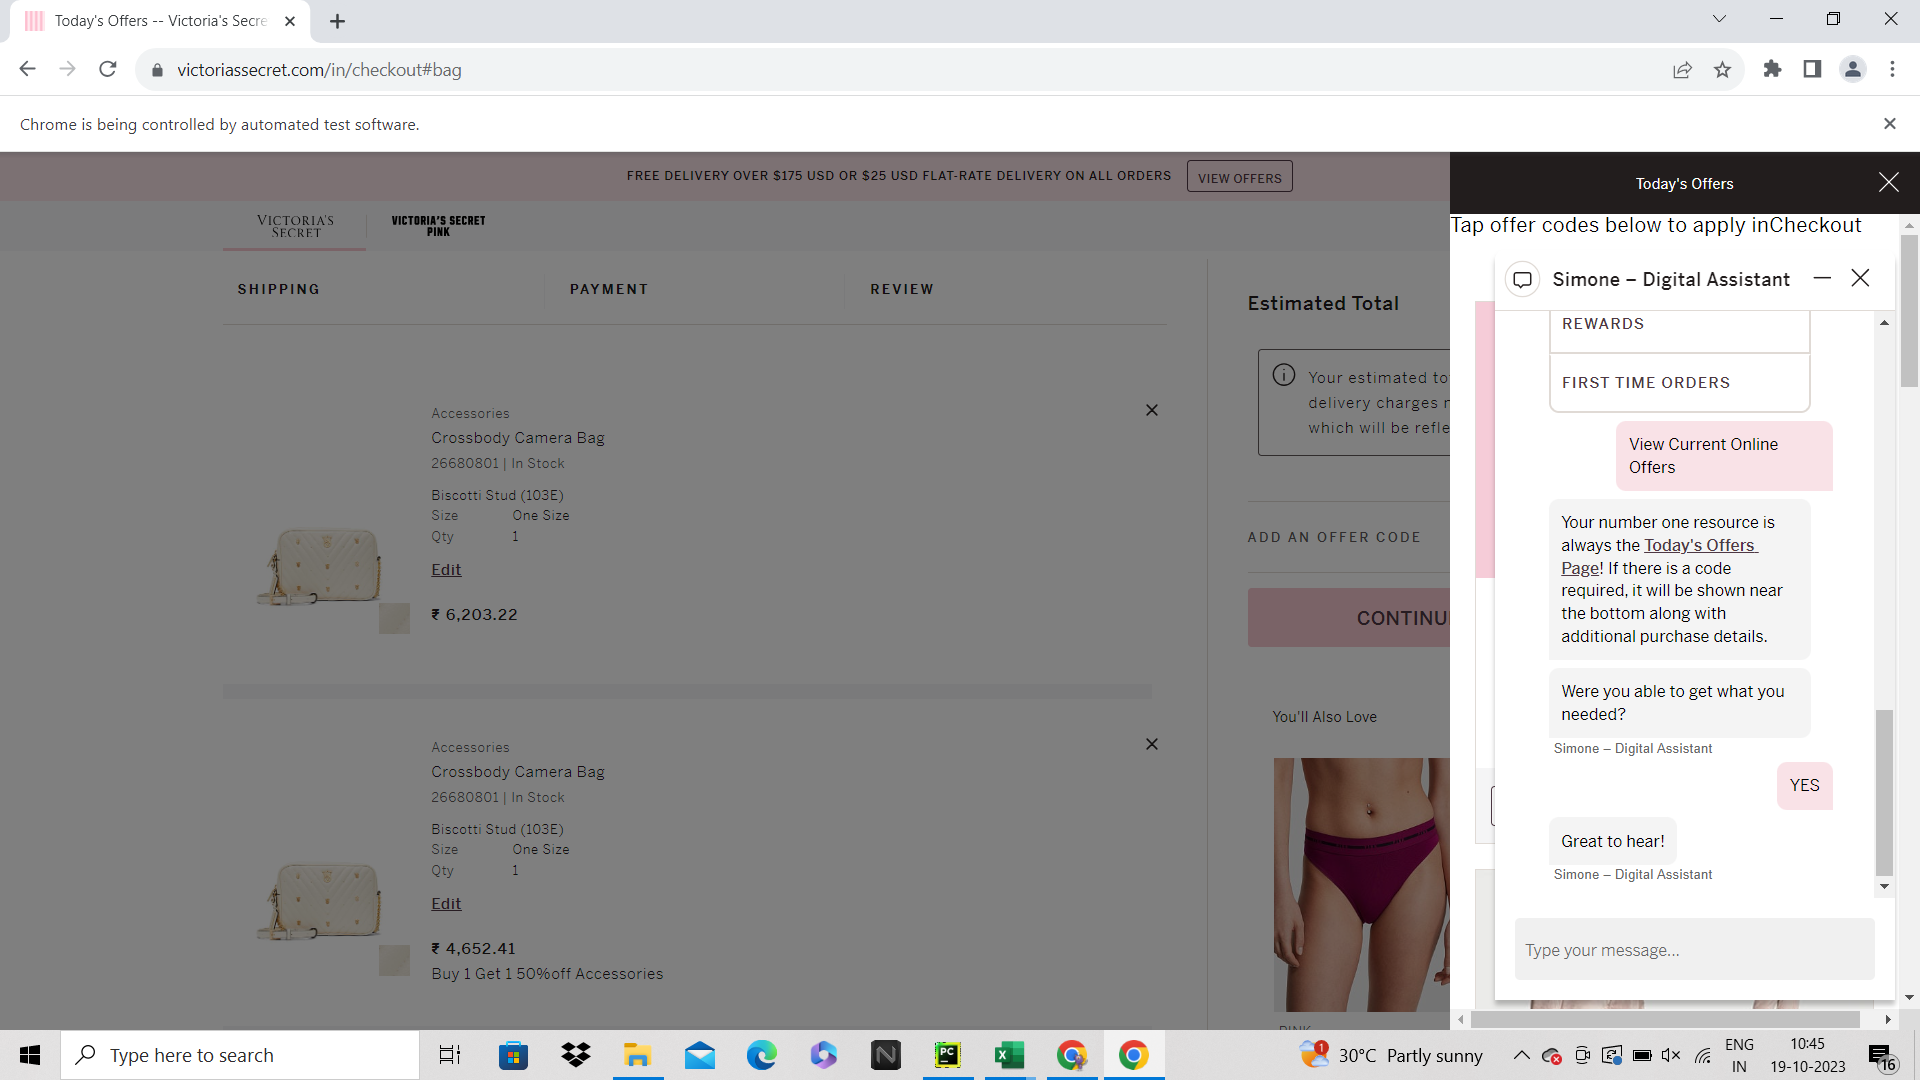 Today's Offers -- Victoria's Secre
victoriassecret.com/in/checkout#bag
Chrome is being controlled by automated test software.
FREE DELIVERY OVER $175 USD OR $25 USD FLAT-RATE DELIVERY ON ALL ORDERS
VIEW OFFERS
VICTORIA'S
SECRET
VICTORIA'S SECRET
PINK
SHIPPING
PAYMENT
REVIEW
Accessories
Crossbody Camera Bag
26680801 | In Stock
Biscotti Stud (103E)
Size One Size
Qty 1
Edit
₹ 6,203.22
Accessories
Crossbody Camera Bag
26680801 | In Stock
Biscotti Stud (103E)
Size One Size
Qty 1
Edit
₹ 4,652.41
Buy 1 Get 1 50%off Accessories
Estimated Total
Your estimated to
delivery charges
which will be refle
ADD AN OFFER CODE
CONTINU
You'll Also Love
PINK
Today's Offers
Tap offer codes below to apply inCheckout
Simone – Digital Assistant
REWARDS
FIRST TIME ORDERS
View Current Online
Offers
Your number one resource is
always the Today's Offers
Page! If there is a code
required, it will be shown near
the bottom along with
additional purchase details.
Were you able to get what you
needed?
Simone – Digital Assistant
YES
Great to hear!
Simone – Digital Assistant
Type your message...
Type here to search
PC
1
30°C Partly sunny
ENG
IN
10:45
19-10-2023
16